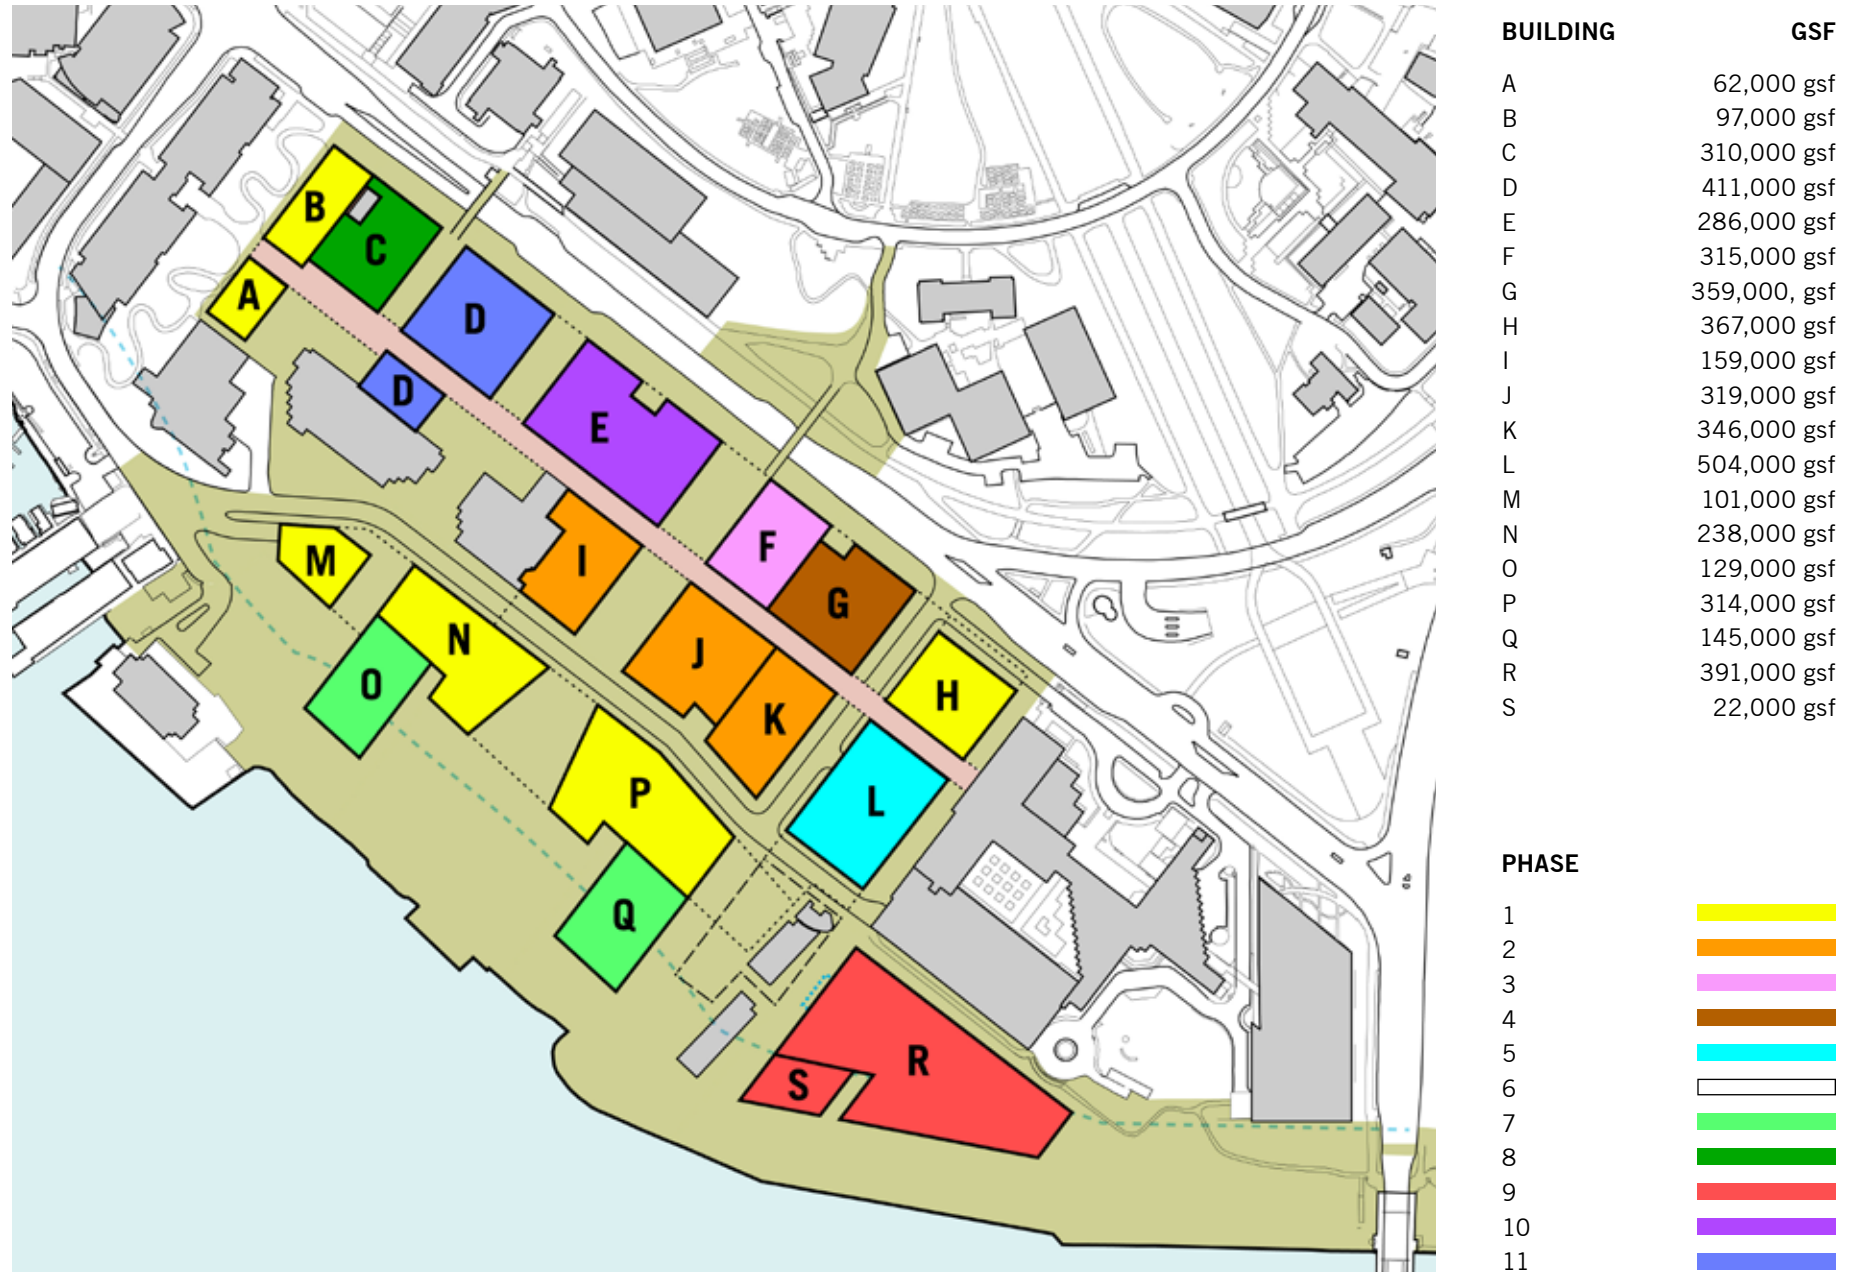 B
C
A
D
D
E
F
I
M
G
N
J
O
H
K
P
L
Q
R
S
BUILDING GSF
A 62,000 gsf
B 97,000 gsf
C 310,000 gsf
D 411,000 gsf
E 286,000 gsf
F 315,000 gsf
G 359,000, gsf
H 367,000 gsf
I 159,000 gsf
J 319,000 gsf
K 346,000 gsf
L 504,000 gsf
M 101,000 gsf
N 238,000 gsf
O 129,000 gsf
P 314,000 gsf
Q 145,000 gsf
R 391,000 gsf
S 22,000 gsf
PHASE
1
2
3
4
5
6
7
8
9
10
11